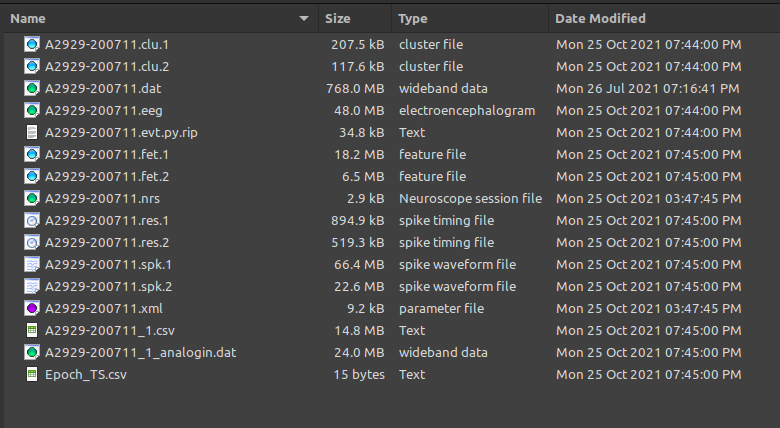 Name Size Type Date Modified
A2929-200711.clu.1 207.5 kB cluster file Mon 25 Oct 2021 07:44:00 PM
A2929-200711.clu.2 117.6 kB cluster file Mon 25 Oct 2021 07:44:00 PM
A2929-200711.dat 768.0 MB wideband data Mon 26 Jul 2021 07:16:41 PM
A2929-200711.eeg 48.0 MB electroencephalogram Mon 25 Oct 2021 07:44:00 PM
A2929-200711.evt.py.rip 34.8 kB Text Mon 25 Oct 2021 07:44:00 PM
A2929-200711.fet.1 18.2 MB feature file Mon 25 Oct 2021 07:45:00 PM
A2929-200711.fet.2 6.5 MB feature file Mon 25 Oct 2021 07:45:00 PM
A2929-200711.nrs 2.9 kB Neuroscope session file Mon 25 Oct 2021 03:47:45 PM
A2929-200711.res.1 894.9 kB spike timing file Mon 25 Oct 2021 07:45:00 PM
A2929-200711.res.2 519.3 kB spike timing file Mon 25 Oct 2021 07:45:00 PM
A2929-200711.spk.1 66.4 MB spike waveform file Mon 25 Oct 2021 07:45:00 PM
A2929-200711.spk.2 22.6 MB spike waveform file Mon 25 Oct 2021 07:45:00 PM
A2929-200711.xml 9.2 kB parameter file Mon 25 Oct 2021 03:47:45 PM
A2929-200711_1.csv 14.8 MB Text Mon 25 Oct 2021 07:45:00 PM
A2929-200711_1_analogin.dat 24.0 MB wideband data Mon 25 Oct 2021 07:45:00 PM
Epoch_TS.csv 15 bytes Text Mon 25 Oct 2021 07:45:00 PM